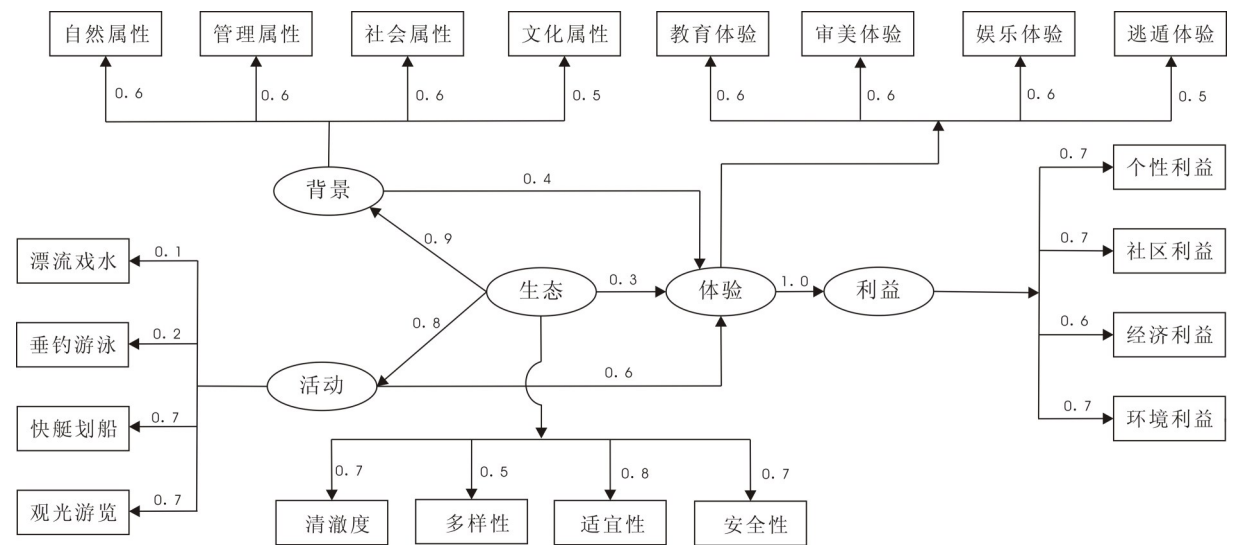 自然属性 管理属性 社会属性 文化属性 教育体验 审美体验 娱乐体验 逃遁体验
0.6 0.6 0.6 0.5 0.6 0.6 0.6 0.5
0.7 个性利益
背景 0.4
0.9
漂流戏水 0.1
0.7 社区利益
生态 0.3 体验 1.0 利益
0.8
垂钓游泳 0.2
0.6 经济利益
活动 0.6
快艇划船 0.7
0.7 环境利益
0.7 0.5 0.8 0.7
观光游览 0.7
清澈度 多样性 适宜性 安全性